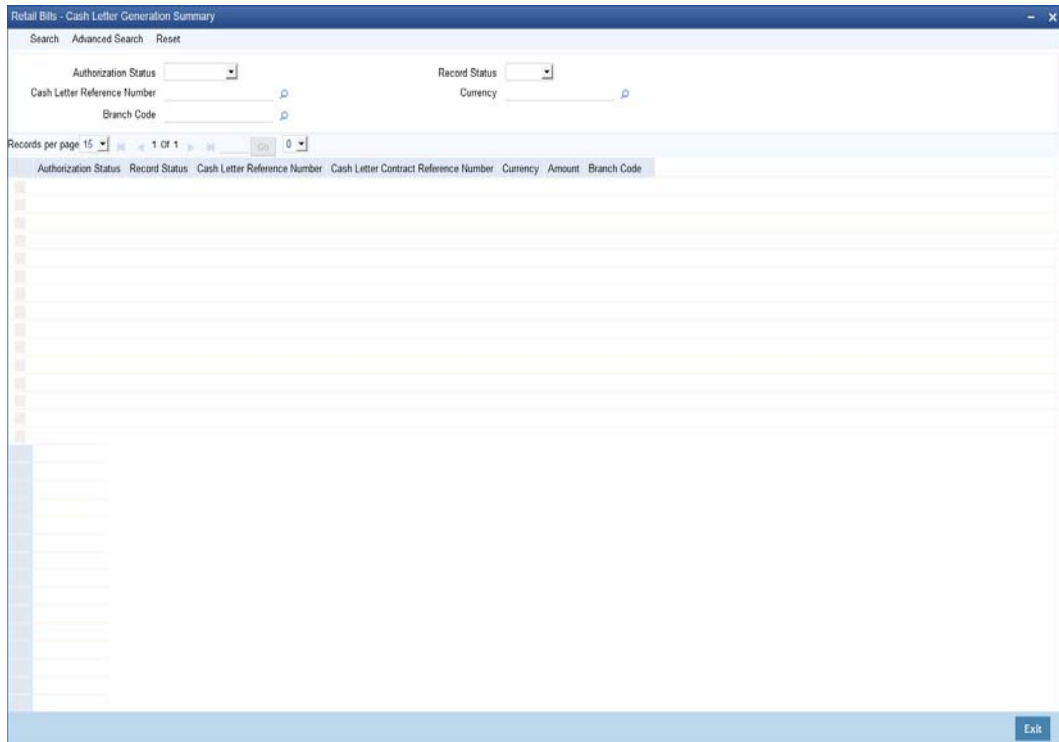 Retail Bills - Cash Letter Generation Summary
Search Advanced Search Reset
Authorization Status Record Status
Cash Letter Reference Number Currency
Branch Code
Records per page 15 1 Of 1 Go 0
Authorization Status Record Status Cash Letter Reference Number Cash Letter Contract Reference Number Currency Amount Branch Code
Exit